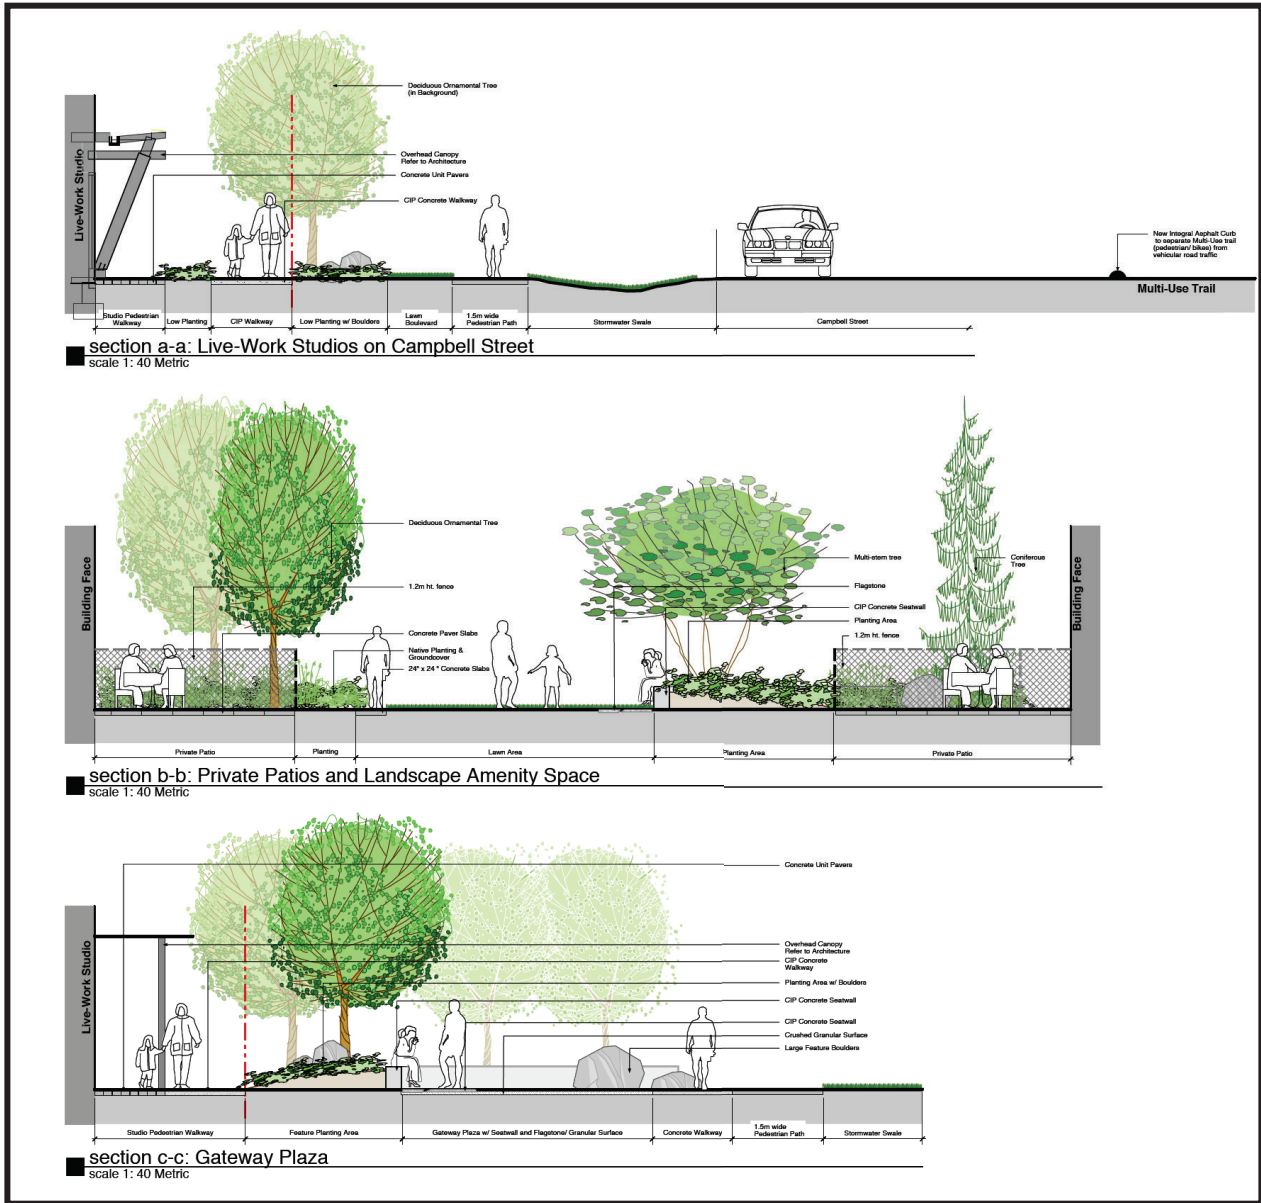 Deciduous Ornamental Tree
(in Background)
Live-Work Studio
Overhead Canopy
Refer to Architecture
Concrete Unit Pavers
CIP Concrete Walkway
New Integral Asphalt Curb
to separate Multi-Use trail
(pedestrian/ bikes) from
vehicular road traffic
Multi-Use Trail
Studio Pedestrian
Walkway
Low Planting
CIP Walkway
Low Planting w/ Boulders
Lawn
Boulevard
1.5m wide
Pedestrian Path
Stormwater Swale
Campbell Street
section a-a: Live-Work Studios on Campbell Street
scale 1: 40 Metric
Building Face
Deciduous Ornamental Tree
1.2m ht. fence
Concrete Paver Slabs
Native Planting &
Groundcover
24" x 24 " Concrete Slabs
Multi-stem tree
Flagstone
CIP Concrete Seatwall
Planting Area
1.2m ht. fence
Coniferous
Tree
Building Face
Private Patio
Planting
Lawn Area
Planting Area
Private Patio
section b-b: Private Patios and Landscape Amenity Space
scale 1: 40 Metric
Live-Work Studio
Concrete Unit Pavers
Overhead Canopy
Refer to Architecture
CIP Concrete
Walkway
Planting Area w/ Boulders
CIP Concrete Seatwall
CIP Concrete Seatwall
Crushed Granular Surface
Large Feature Boulders
Studio Pedestrian Walkway
Feature Planting Area
Gateway Plaza w/ Seatwall and Flagstone/ Granular Surface
Concrete Walkway
1.5m wide
Pedestrian Path
Stormwater Swale
section c-c: Gateway Plaza
scale 1: 40 Metric